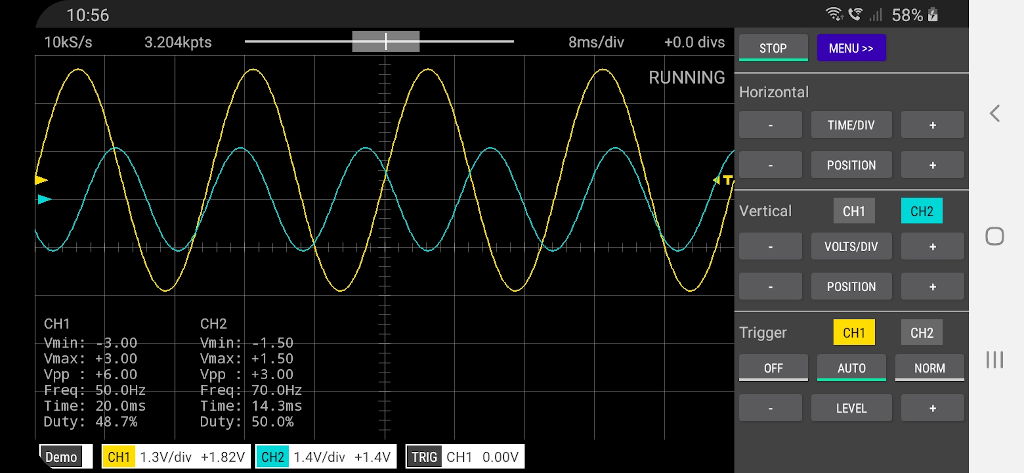 10:56 58%
10kS/s 3.204kpts 8ms/div +0.0 divs
RUNNING
T
CH1 CH2
Vmin: -3.00 Vmin: -1.50
Vmax: +3.00 Vmax: +1.50
Vpp : +6.00 Vpp : +3.00
Freq: 50.0Hz Freq: 70.0Hz
Time: 20.0ms Time: 14.3ms
Duty: 48.7% Duty: 50.0%
Demo CH1 1.3V/div +1.82V CH2 1.4V/div +1.4V TRIG CH1 0.00V
STOP MENU >>
Horizontal
- TIME/DIV +
- POSITION +
Vertical CH1 CH2
- VOLTS/DIV +
- POSITION +
Trigger CH1 CH2
OFF AUTO NORM
- LEVEL +